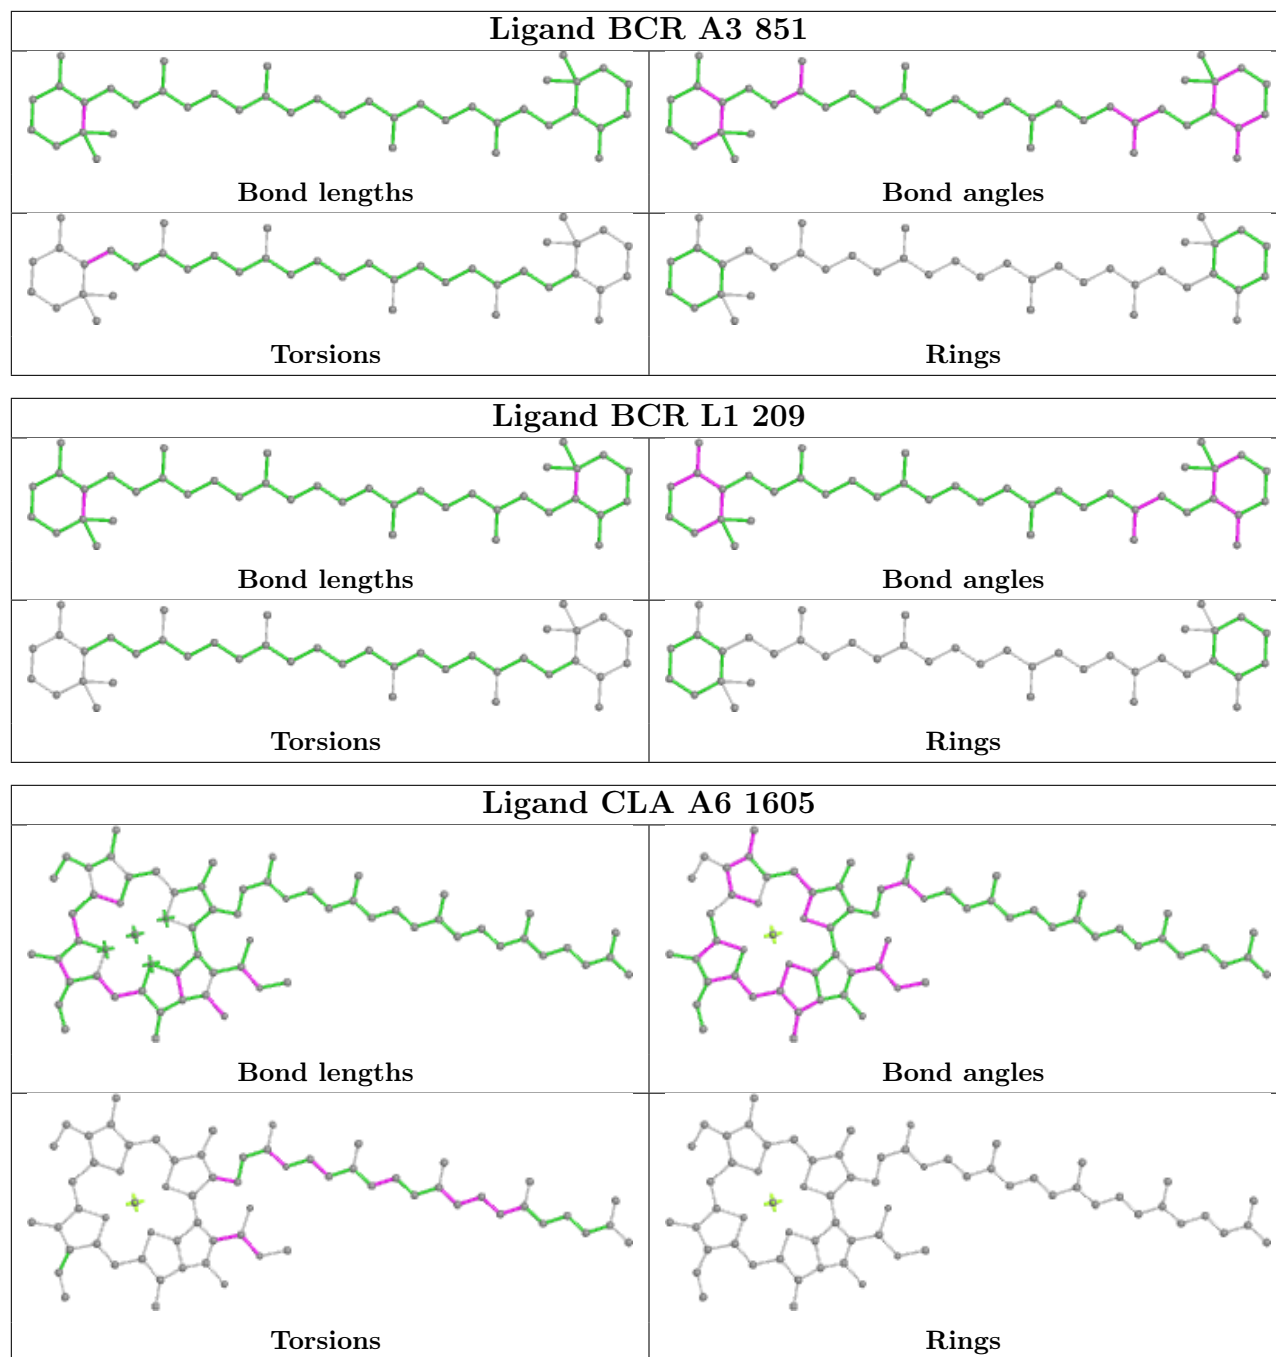 Ligand BCR A3 851
Bond lengths
Bond angles
Torsions
Rings
Ligand BCR L1 209
Bond lengths
Bond angles
Torsions
Rings
Ligand CLA A6 1605
Bond lengths
Bond angles
Torsions
Rings